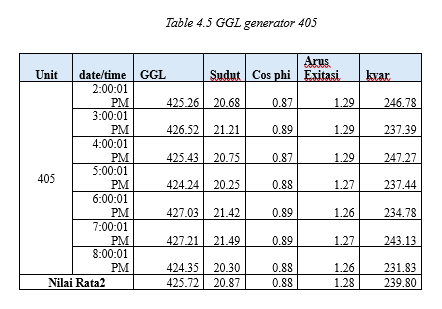 Table 4.5 GGL generator 405
Unit date/time GGL Sudut Cos phi Arus Exitasi kvar
405
2:00:01 PM 425.26 20.68 0.87 1.29 246.78
3:00:01 PM 426.52 21.21 0.89 1.29 237.39
4:00:01 PM 425.43 20.75 0.87 1.29 247.27
5:00:01 PM 424.24 20.25 0.88 1.27 237.44
6:00:01 PM 427.03 21.42 0.89 1.26 234.78
7:00:01 PM 427.21 21.49 0.89 1.27 243.13
8:00:01 PM 424.35 20.30 0.88 1.26 231.83
Nilai Rata2 425.72 20.87 0.88 1.28 239.80